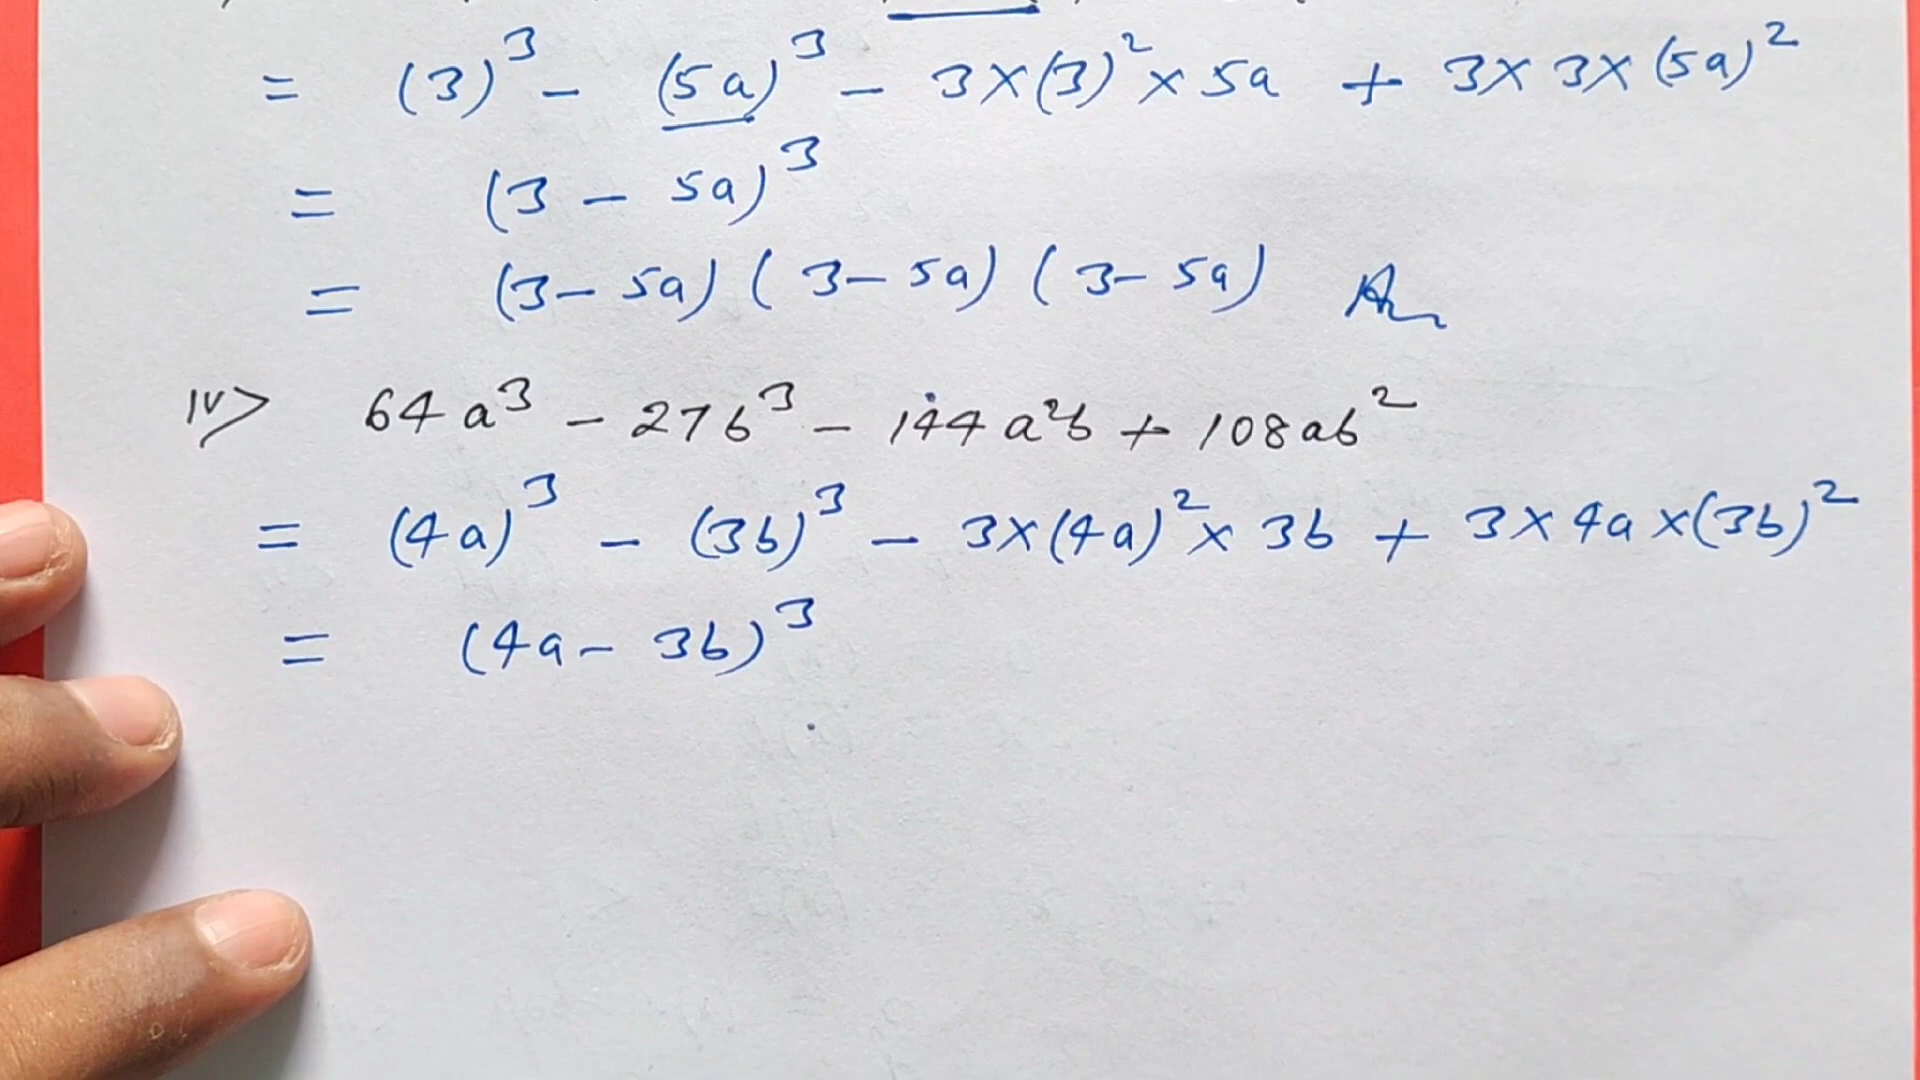 = (3)³ - (5a)³ - 3×(3)²×5a + 3×3×(5a)²
= (3 - 5a)³
= (3-5a) (3-5a) (3-5a)
iv> 64a³ - 27b³ - 144a²b + 108ab²
= (4a)³ - (3b)³ - 3×(4a)²×3b + 3×4a×(3b)²
= (4a - 3b)³